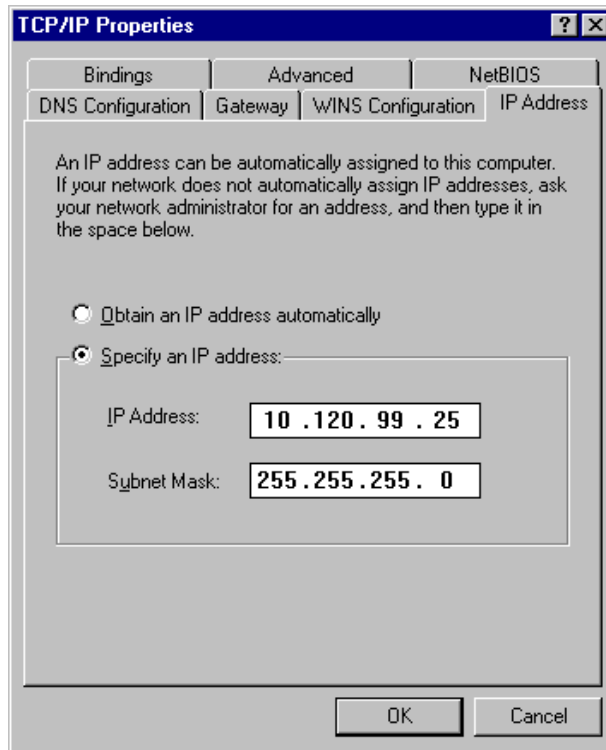 TCP/IP Properties
Bindings Advanced NetBIOS
DNS Configuration Gateway WINS Configuration IP Address
An IP address can be automatically assigned to this computer.
If your network does not automatically assign IP addresses, ask
your network administrator for an address, and then type it in
the space below.
Obtain an IP address automatically
Specify an IP address:
IP Address: 10 .120. 99 . 25
Subnet Mask: 255.255.255. 0
OK Cancel